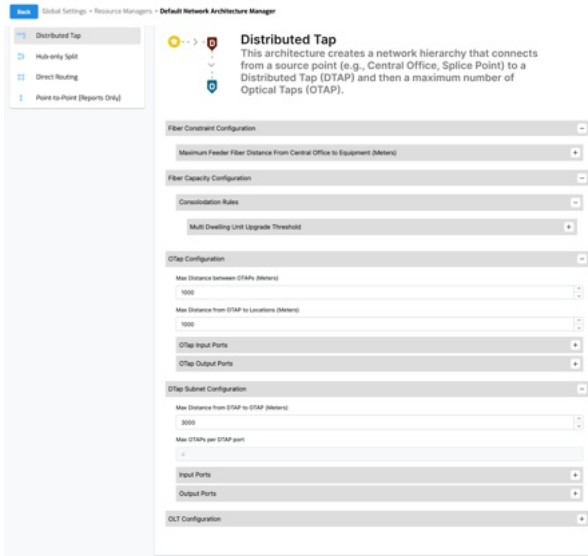 Back Global Settings > Resource Managers > Default Network Architecture Manager
Distributed Tap
Hub-only Split
Direct Routing
Point-to-Point (Reports Only)
D
O
Distributed Tap
This architecture creates a network hierarchy that connects
from a source point (e.g., Central Office, Splice Point) to a
Distributed Tap (DTAP) and then a maximum number of
Optical Taps (OTAP).
Fiber Constraint Configuration
Maximum Feeder Fiber Distance From Central Office to Equipment (Meters)
Fiber Capacity Configuration
Consolodation Rules
Multi Dwelling Unit Upgrade Threshold
OTap Configuration
Max Distance between OTAPs (Meters)
1000
Max Distance from OTAP to Locations (Meters)
1000
OTap Input Ports
OTap Output Ports
DTap Subnet Configuration
Max Distance from DTAP to OTAP (Meters)
3000
Max OTAPs per DTAP port
Input Ports
Output Ports
OLT Configuration